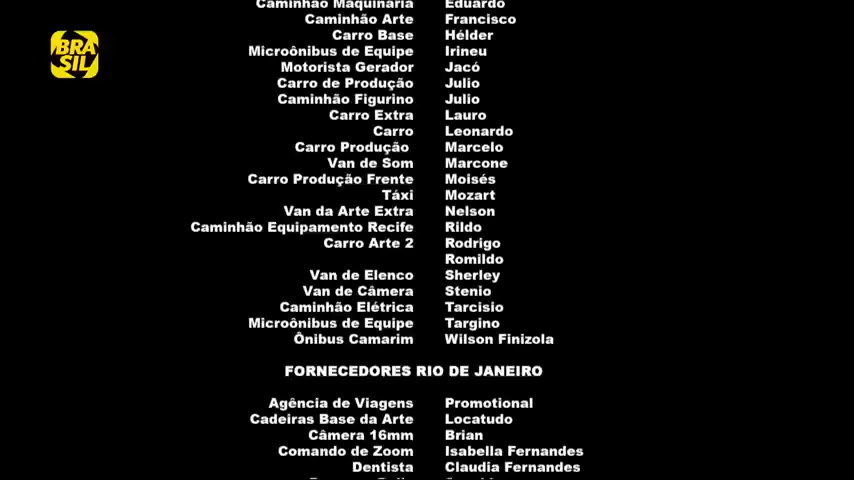 Caminhão Maquinaria Eduardo
Caminhão Arte Francisco
BRA
SIL
Carro Base Hélder
Microônibus de Equipe Irineu
Motorista Gerador Jacó
Carro de Produção Julio
Caminhão Figurino Julio
Carro Extra Lauro
Carro Leonardo
Carro Produção Marcelo
Van de Som Marcone
Carro Produção Frente Moisés
Táxi Mozart
Van da Arte Extra Nelson
Caminhão Equipamento Recife Rildo
Carro Arte 2 Rodrigo
Romildo
Van de Elenco Sherley
Van de Câmera Stenio
Caminhão Elétrica Tarcisio
Microônibus de Equipe Targino
Ônibus Camarim Wilson Finizola
FORNECEDORES RIO DE JANEIRO
Agência de Viagens Promotional
Cadeiras Base da Arte Locatudo
Câmera 16mm Brian
Comando de Zoom Isabella Fernandes
Dentista Claudia Fernandes